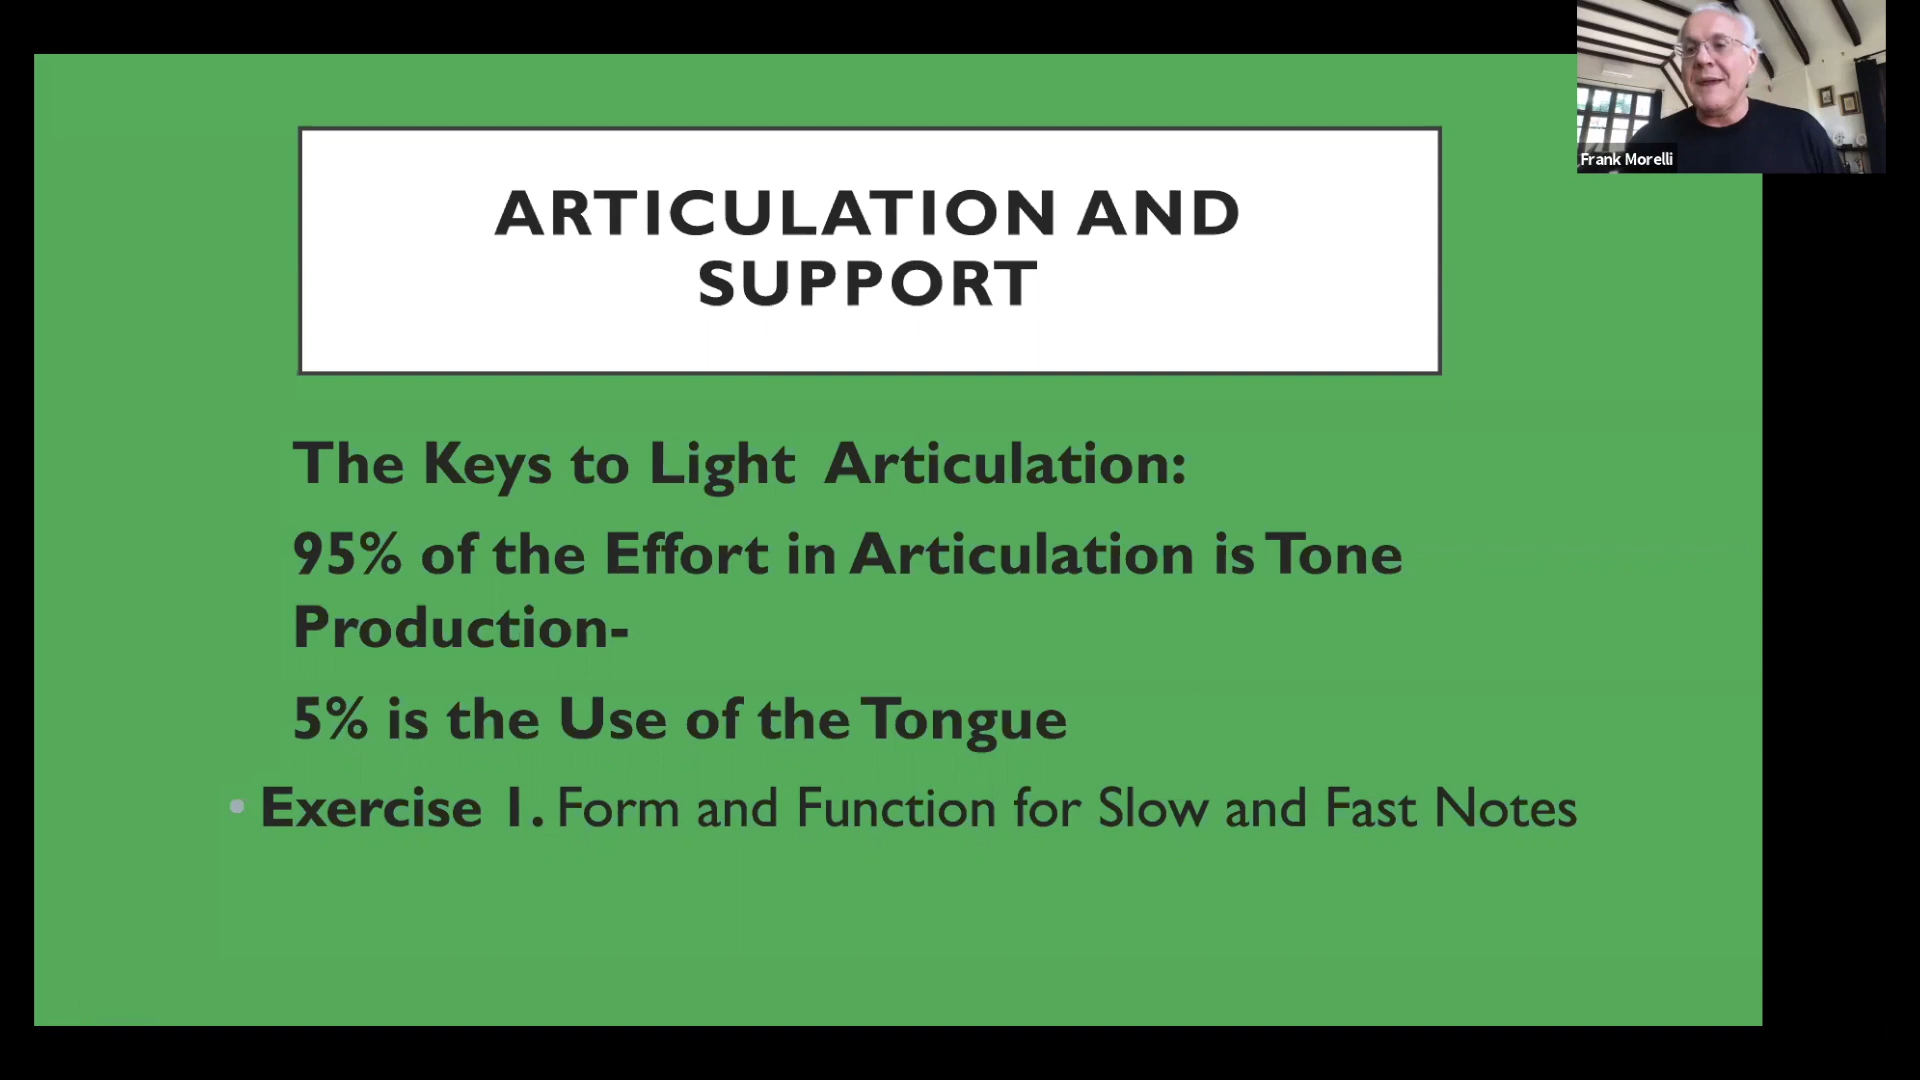 Frank Morelli
ARTICULATION AND
SUPPORT
The Keys to Light Articulation:
95% of the Effort in Articulation is Tone
Production-
5% is the Use of the Tongue
• Exercise 1. Form and Function for Slow and Fast Notes